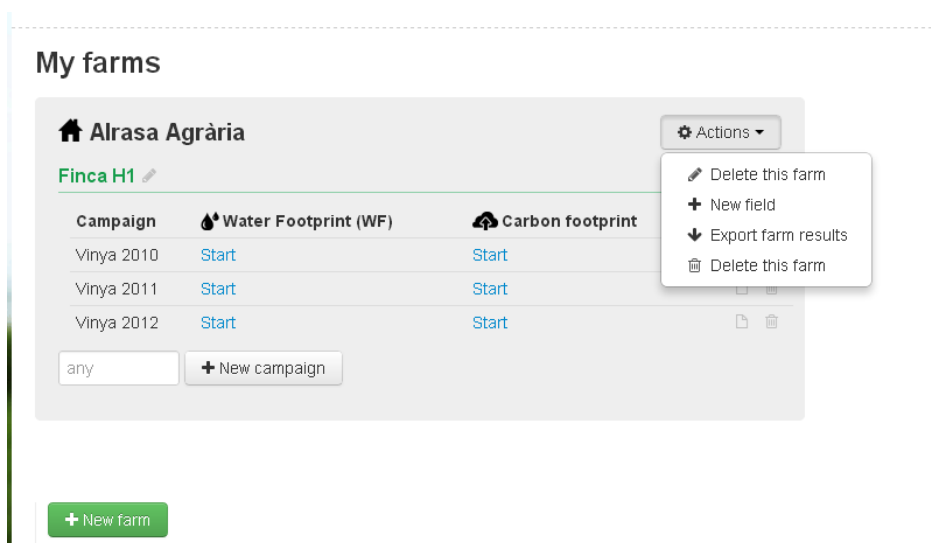 My farms
Alrasa Agrària
Actions
Finca H1
Delete this farm
New field
Export farm results
Delete this farm
Campaign Water Footprint (WF) Carbon footprint
Vinya 2010 Start Start
Vinya 2011 Start Start
Vinya 2012 Start Start
any New campaign
New farm